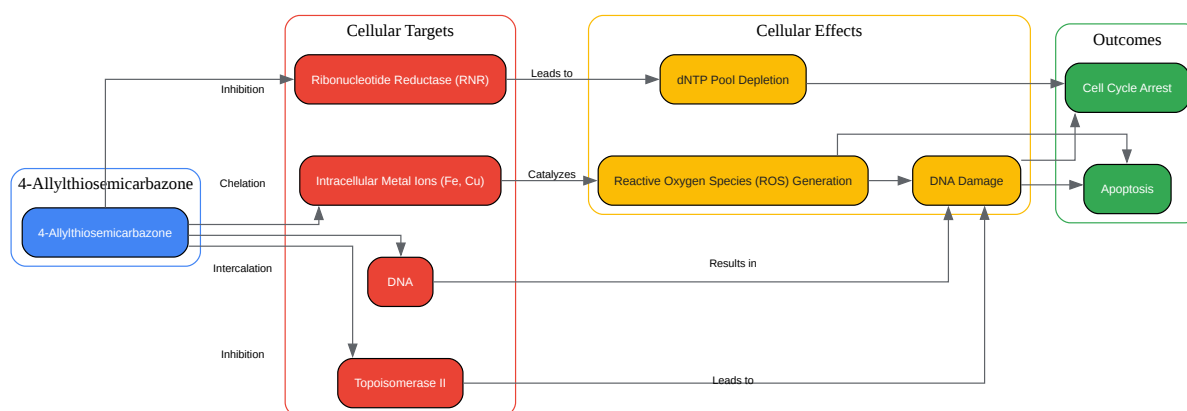 Cellular Targets
Cellular Effects
Outcomes
Ribonucleotide Reductase (RNR)
Leads to
dNTP Pool Depletion
Cell Cycle Arrest
Inhibition
4-Allylthiosemicarbazone
Chelation
Intracellular Metal Ions (Fe, Cu)
Catalyzes
Reactive Oxygen Species (ROS) Generation
DNA Damage
Apoptosis
4-Allylthiosemicarbazone
Intercalation
DNA
Results in
Inhibition
Topoisomerase II
Leads to